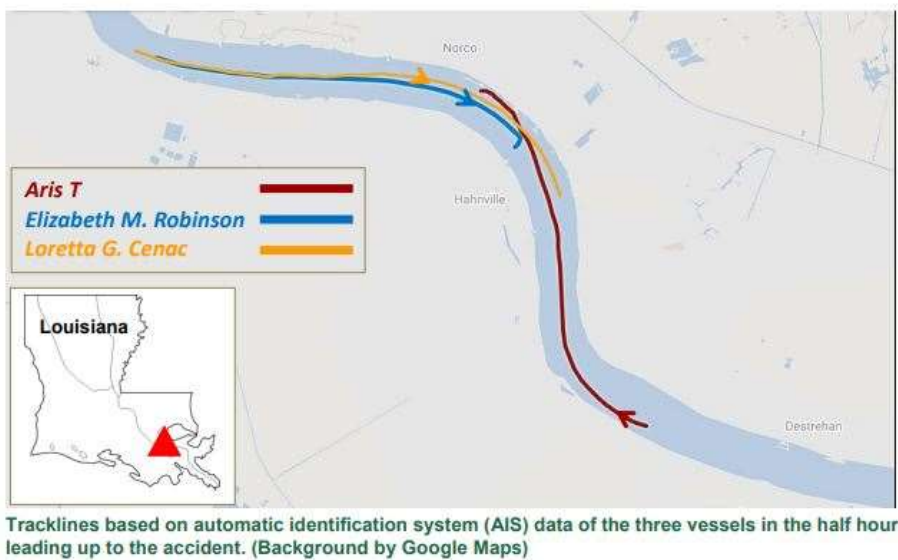 Norco
Hahnville
Aris T
Elizabeth M. Robinson
Loretta G. Cenac
Louisiana
Destrehan
Tracklines based on automatic identification system (AIS) data of the three vessels in the half hour
leading up to the accident. (Background by Google Maps)